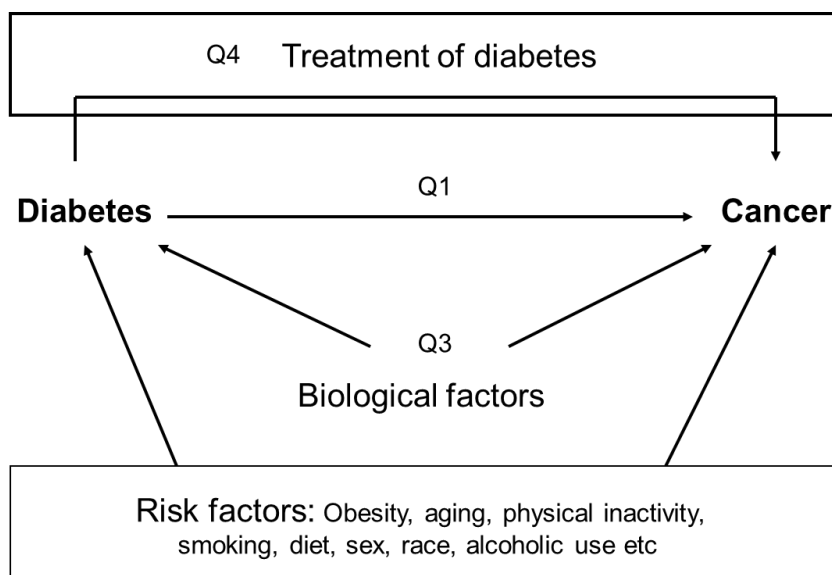 Q4 Treatment of diabetes
Q1
Diabetes
Cancer
Q3
Biological factors
Risk factors: Obesity, aging, physical inactivity,
smoking, diet, sex, race, alcoholic use etc